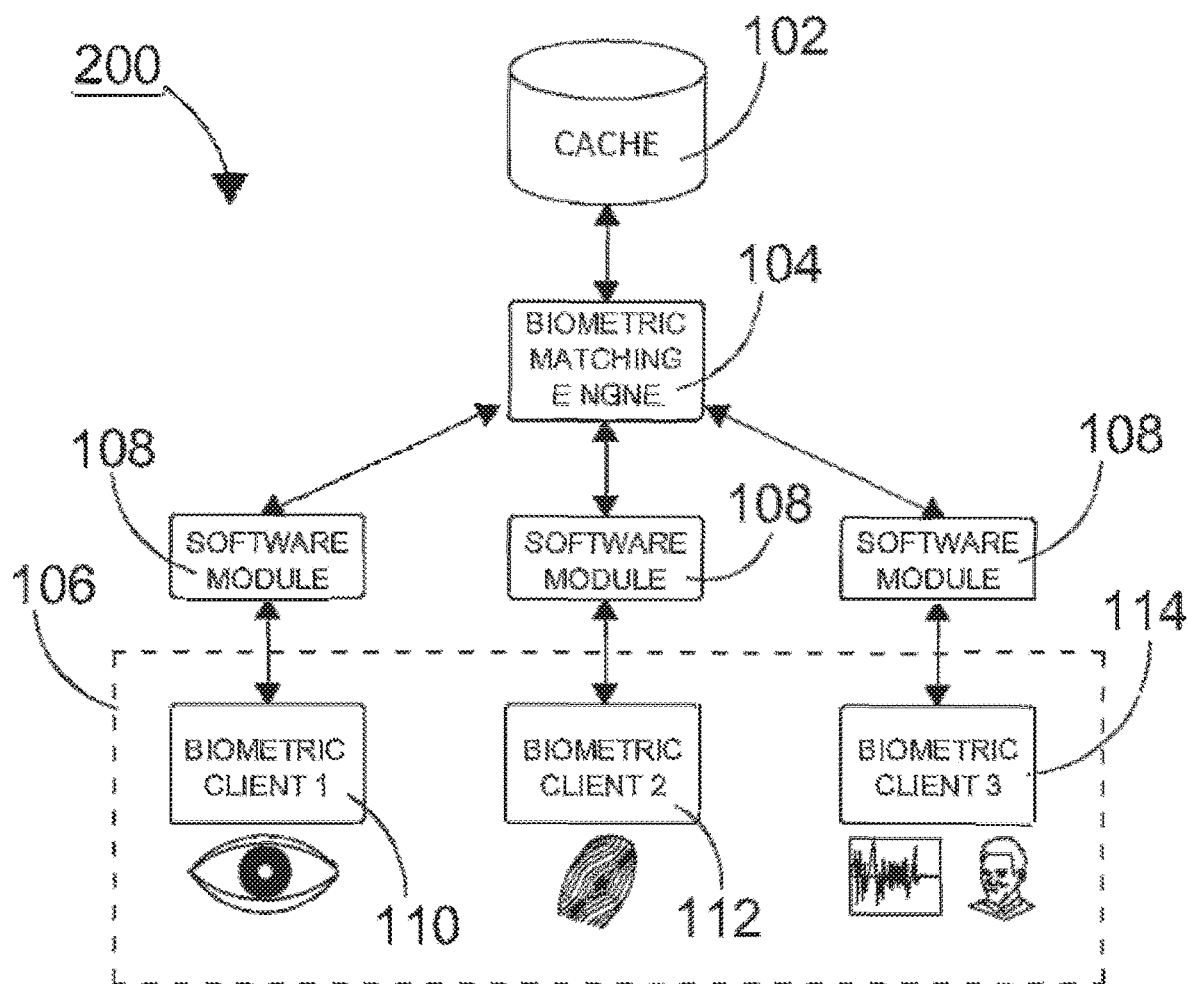 200
102
CACHE
104
BIOMETRIC
MATCHING
E NGNE
108
SOFTWARE
MODULE
108
SOFTWARE
MODULE
108
SOFTWARE
MODULE
106
114
BIOMETRIC
CLIENT 1
BIOMETRIC
CLIENT 2
BIOMETRIC
CLIENT 3
110
112